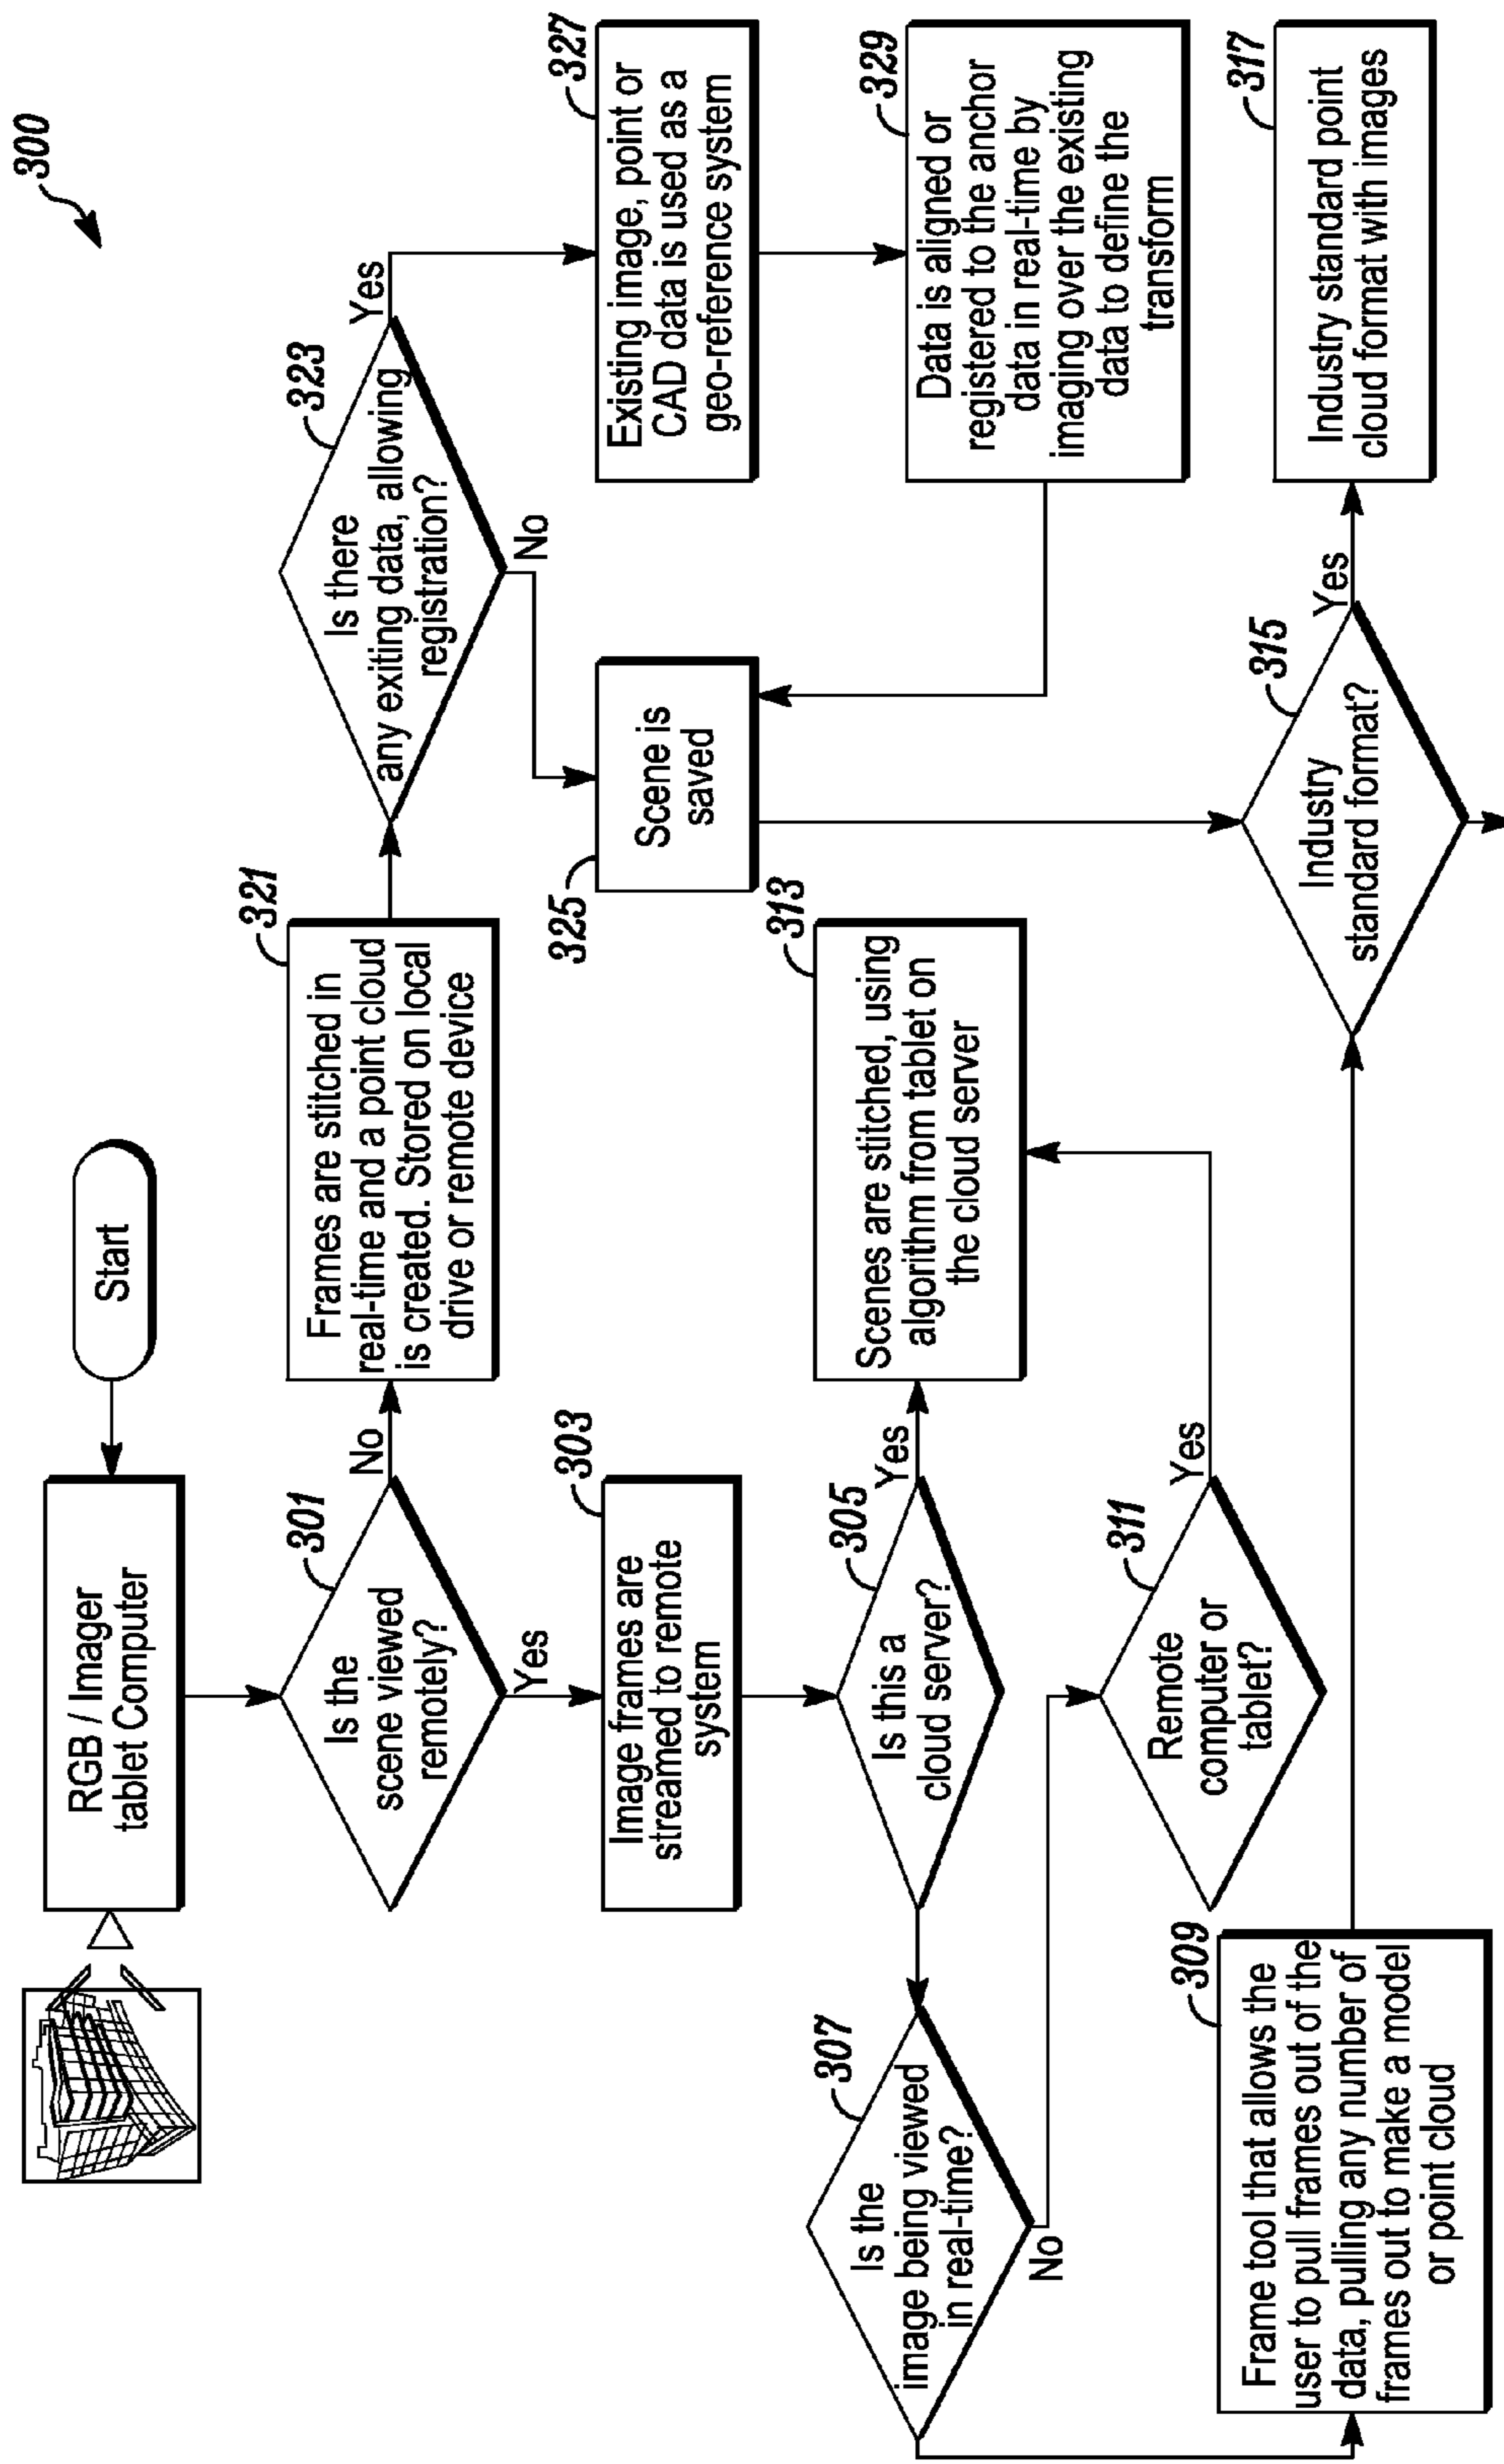 300
Start
RGB / Imager
tablet Computer
301
Is the
scene viewed
remotely?
No
Yes
321
Frames are stitched in
real-time and a point cloud
is created. Stored on local
drive or remote device
323
Is there
any exiting data, allowing
registration?
Yes
No
303
Image frames are
streamed to remote
system
325
Scene is
saved
327
Existing image, point or
CAD data is used as a
geo-reference system
305
Is this a
cloud server?
Yes
313
Scenes are stitched, using
algorithm from tablet on
the cloud server
329
Data is aligned or
registered to the anchor
data in real-time by
imaging over the existing
data to define the
transform
307
Is the
image being viewed
in real-time?
No
311
Remote
computer or
tablet?
Yes
309
Frame tool that allows the
user to pull frames out of the
data, pulling any number of
frames out to make a model
or point cloud
315
Industry
standard format?
Yes
317
Industry standard point
cloud format with images